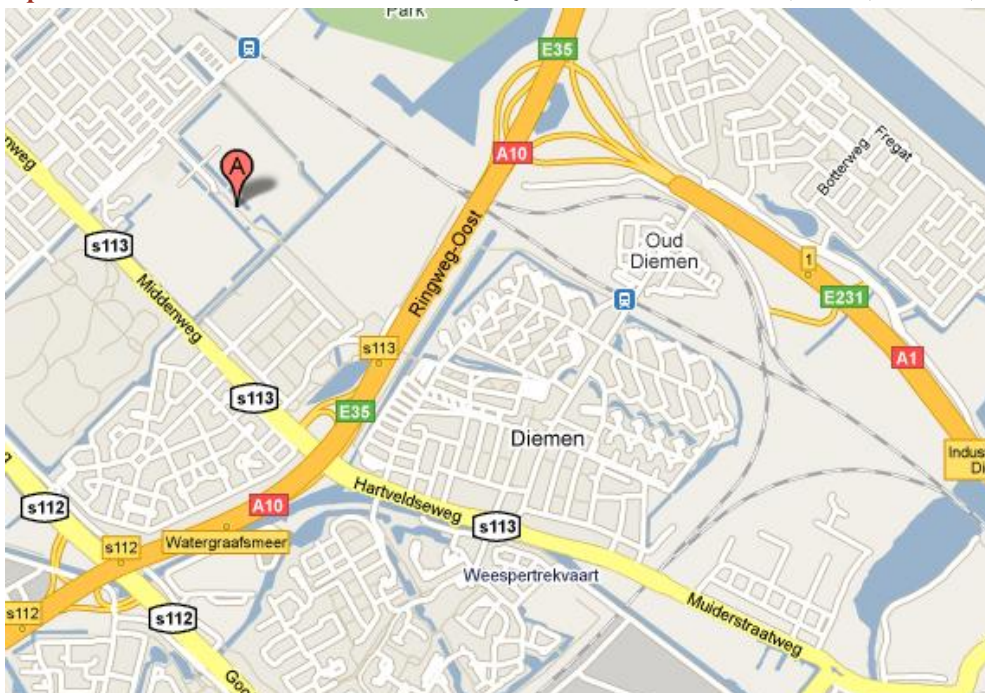 Park
E35
A10
Fregat
Botterweg
A
s113
Oud
Diemen
1
E231
Ringweg-Oost
Middenweg
s113
A1
s113
E35
Diemen
Hartveldseweg
s112
A10
s113
Watergraafsmeer
s112
Weespertrekvaart
s112
s112
Muiderstraatweg